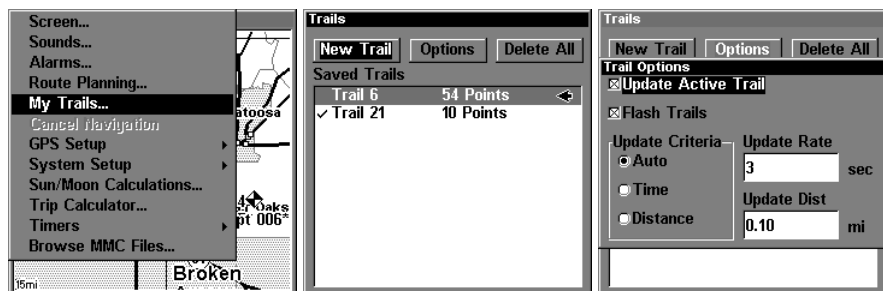 Screen...
Sounds...
Alarms...
Route Planning...
My Trails...
Cancel Navigation
GPS Setup
System Setup
Sun/Moon Calculations...
Trip Calculator...
Timers
Browse MMC Files...
atoosa
Oaks
pt 006*
Broken
15mi
Trails
New Trail Options Delete All
Saved Trails
Trail 6 54 Points
✓ Trail 21 10 Points
Trails
New Trail Options Delete All
Trail Options
Update Active Trail
Flash Trails
Update Criteria
Auto
Time
Distance
Update Rate
3 sec
Update Dist
0.10 mi